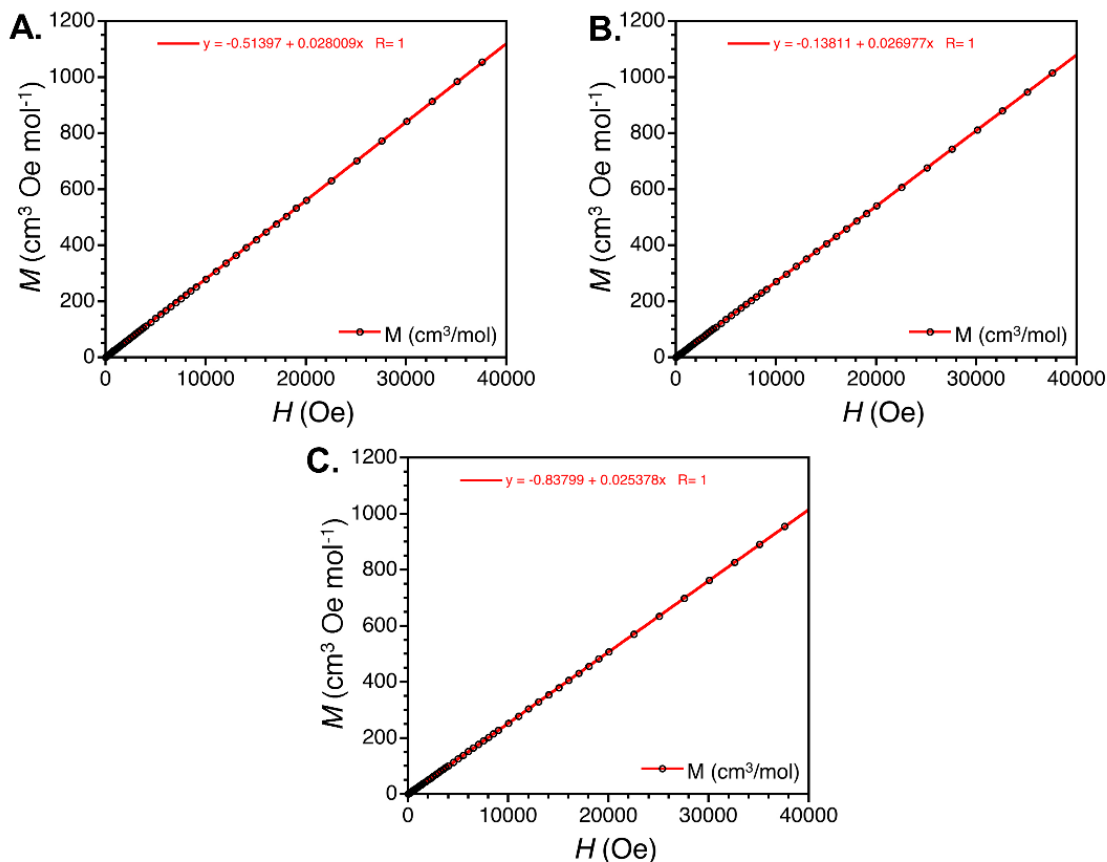 A.
y = -0.51397 + 0.028009x R= 1
1200
1000
800
600
400
200
0
M (cm³ Oe mol⁻¹)
M (cm³/mol)
0 10000 20000 30000 40000
H (Oe)
B.
y = -0.13811 + 0.026977x R= 1
1200
1000
800
600
400
200
0
M (cm³ Oe mol⁻¹)
M (cm³/mol)
0 10000 20000 30000 40000
H (Oe)
C.
y = -0.83799 + 0.025378x R= 1
1200
1000
800
600
400
200
0
M (cm³ Oe mol⁻¹)
M (cm³/mol)
0 10000 20000 30000 40000
H (Oe)